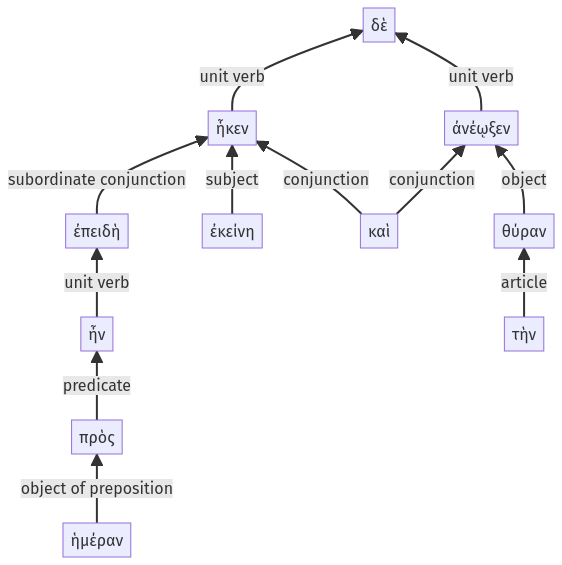 δὲ
unit verb unit verb
ἧκεν ἀνέῳξεν
subordinate conjunction subject conjunction conjunction object
ἐπειδὴ ἐκείνη καὶ θύραν
unit verb article
ἦν τὴν
predicate
πρὸς
object of preposition
ἡμέραν